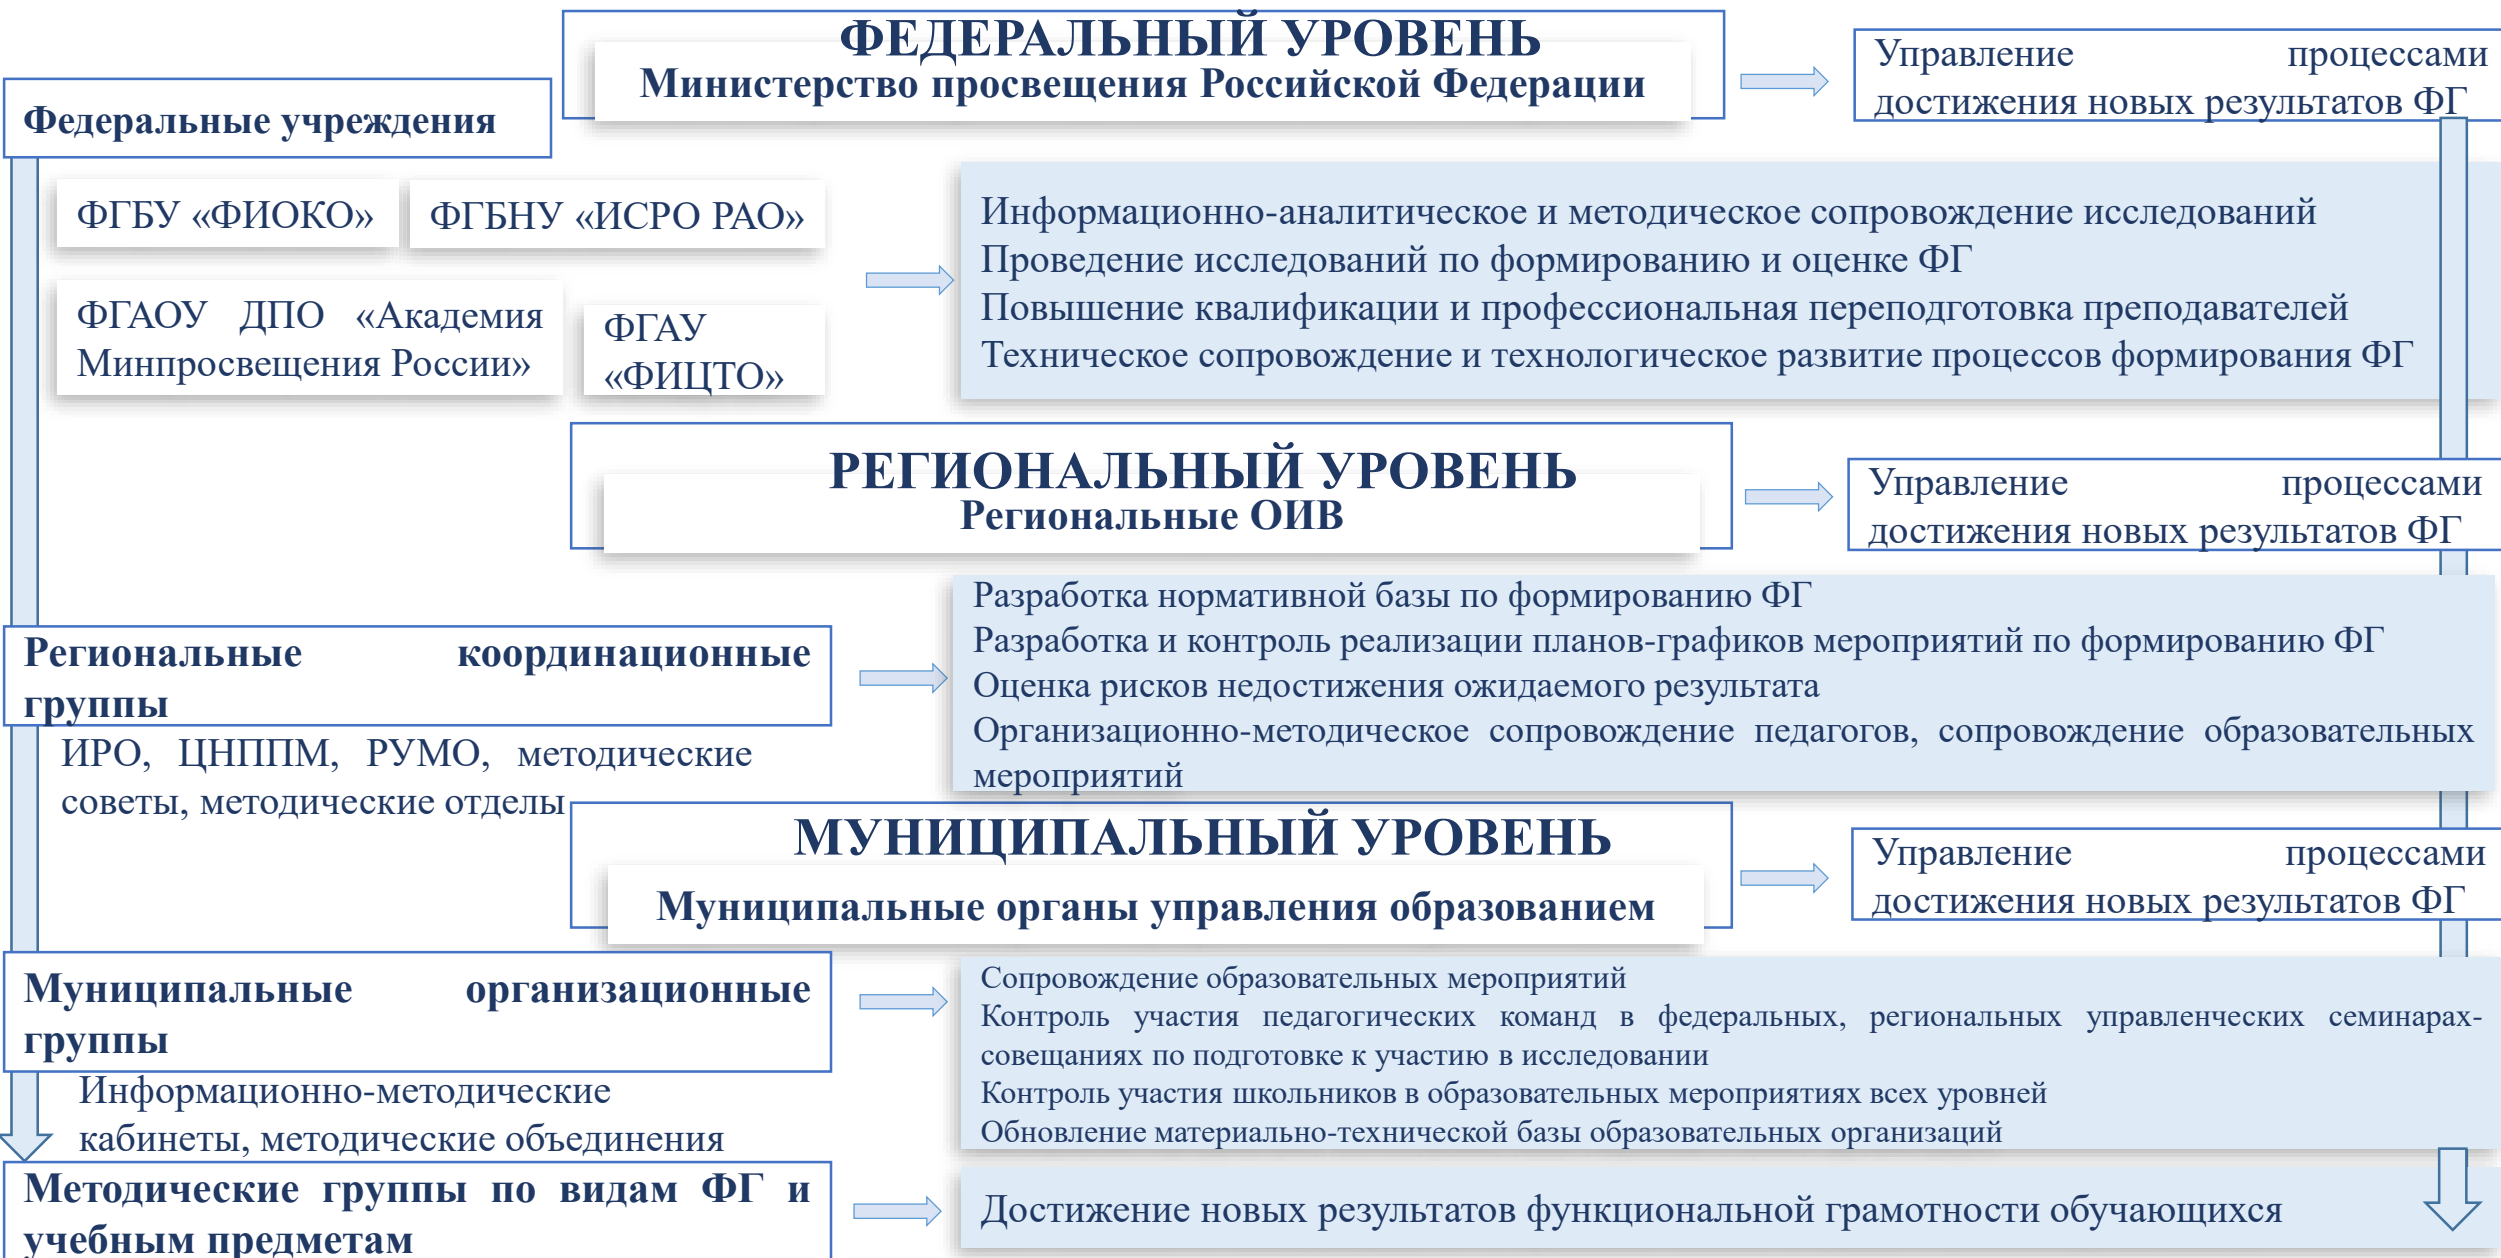 ФЕДЕРАЛЬНЫЙ УРОВЕНЬ
Министерство просвещения Российской Федерации
Управление процессами
достижения новых результатов ФГ
Федеральные учреждения
ФГБУ «ФИОКО»
ФГБНУ «ИСРО РАО»
ФГАОУ ДПО «Академия
Минпросвещения России»
ФГАУ
«ФИЦТО»
Информационно-аналитическое и методическое сопровождение исследований
Проведение исследований по формированию и оценке ФГ
Повышение квалификации и профессиональная переподготовка преподавателей
Техническое сопровождение и технологическое развитие процессов формирования ФГ
РЕГИОНАЛЬНЫЙ УРОВЕНЬ
Региональные ОИВ
Управление процессами
достижения новых результатов ФГ
Региональные координационные
группы
ИРО, ЦНППМ, РУМО, методические
советы, методические отделы
Разработка нормативной базы по формированию ФГ
Разработка и контроль реализации планов-графиков мероприятий по формированию ФГ
Оценка рисков недостижения ожидаемого результата
Организационно-методическое сопровождение педагогов, сопровождение образовательных
мероприятий
МУНИЦИПАЛЬНЫЙ УРОВЕНЬ
Муниципальные органы управления образованием
Управление процессами
достижения новых результатов ФГ
Муниципальные организационные
группы
Информационно-методические
кабинеты, методические объединения
Сопровождение образовательных мероприятий
Контроль участия педагогических команд в федеральных, региональных управленческих семинарах-
совещаниях по подготовке к участию в исследовании
Контроль участия школьников в образовательных мероприятиях всех уровней
Обновление материально-технической базы образовательных организаций
Методические группы по видам ФГ и
учебным предметам
Достижение новых результатов функциональной грамотности обучающихся